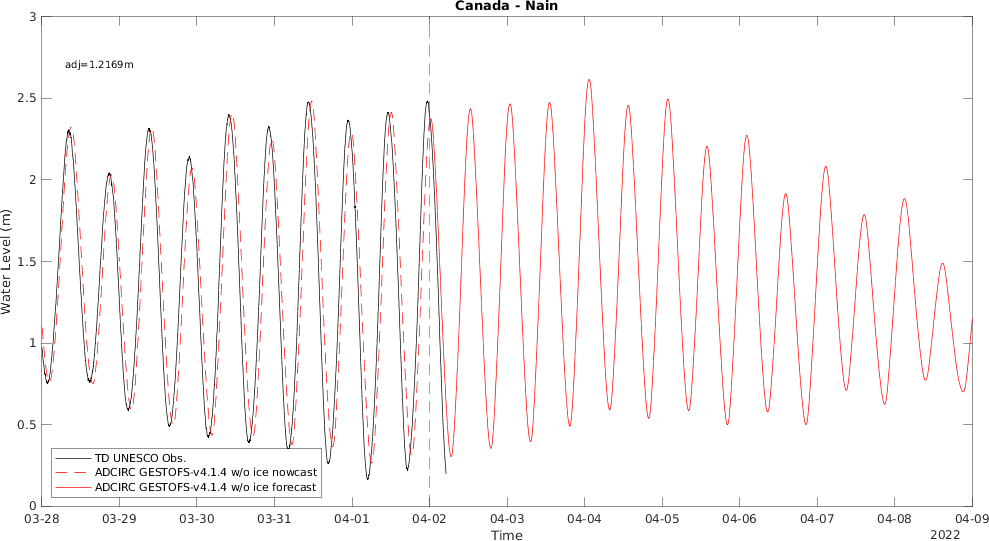 Canada - Nain
adj=1.2169m
3
2.5
2
1.5
1
0.5
0
Water Level (m)
TD UNESCO Obs.
ADCIRC GESTOFS-v4.1.4 w/o ice nowcast
ADCIRC GESTOFS-v4.1.4 w/o ice forecast
03-28 03-29 03-30 03-31 04-01 04-02 04-03 04-04 04-05 04-06 04-07 04-08 04-09
Time
2022